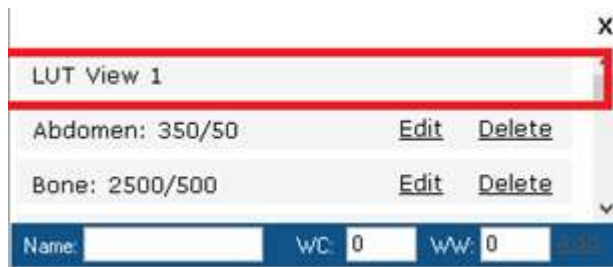 X
LUT View 1
Abdomen: 350/50 Edit Delete
Bone: 2500/500 Edit Delete
Name: WC: 0 WW: 0